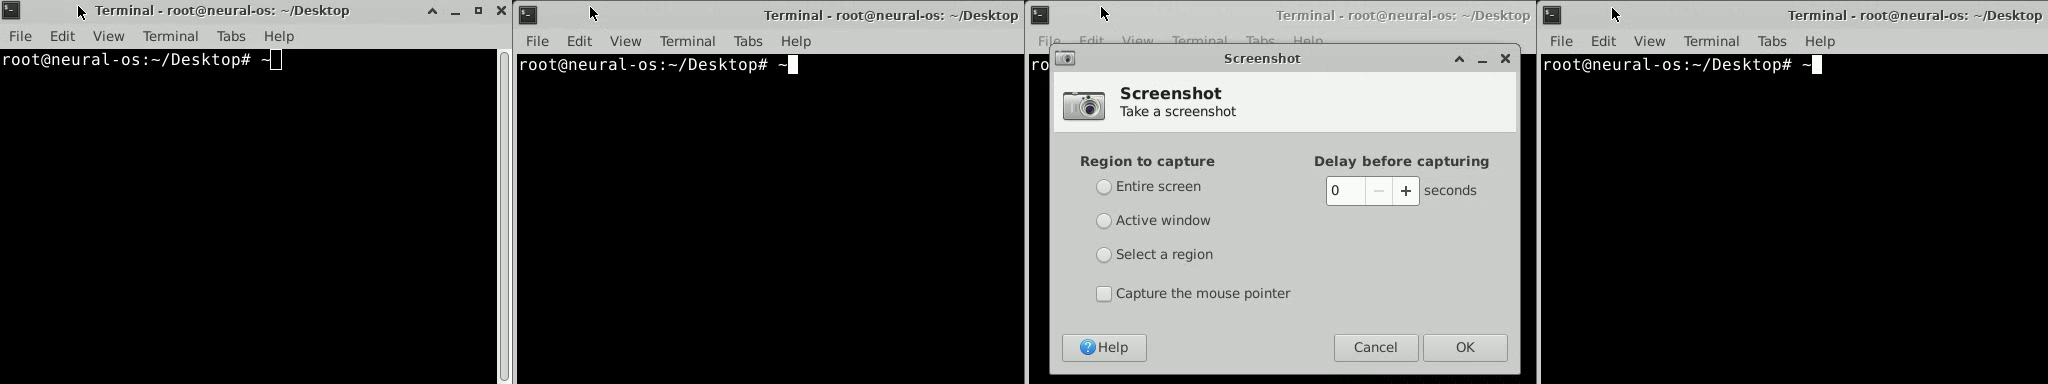 Terminal - root@neural-os: ~/Desktop
File Edit View Terminal Tabs Help
root@neural-os:~/Desktop# ~
Terminal - root@neural-os: ~/Desktop
File Edit View Terminal Tabs Help
root@neural-os:~/Desktop# ~
Terminal - root@neural-os: ~/Desktop
File Edit View Terminal Tabs Help
ro
Screenshot
Screenshot
Take a screenshot
Region to capture
Entire screen
Active window
Select a region
Capture the mouse pointer
Delay before capturing
0 − + seconds
Help Cancel OK
Terminal - root@neural-os: ~/Desktop
File Edit View Terminal Tabs Help
root@neural-os:~/Desktop# ~